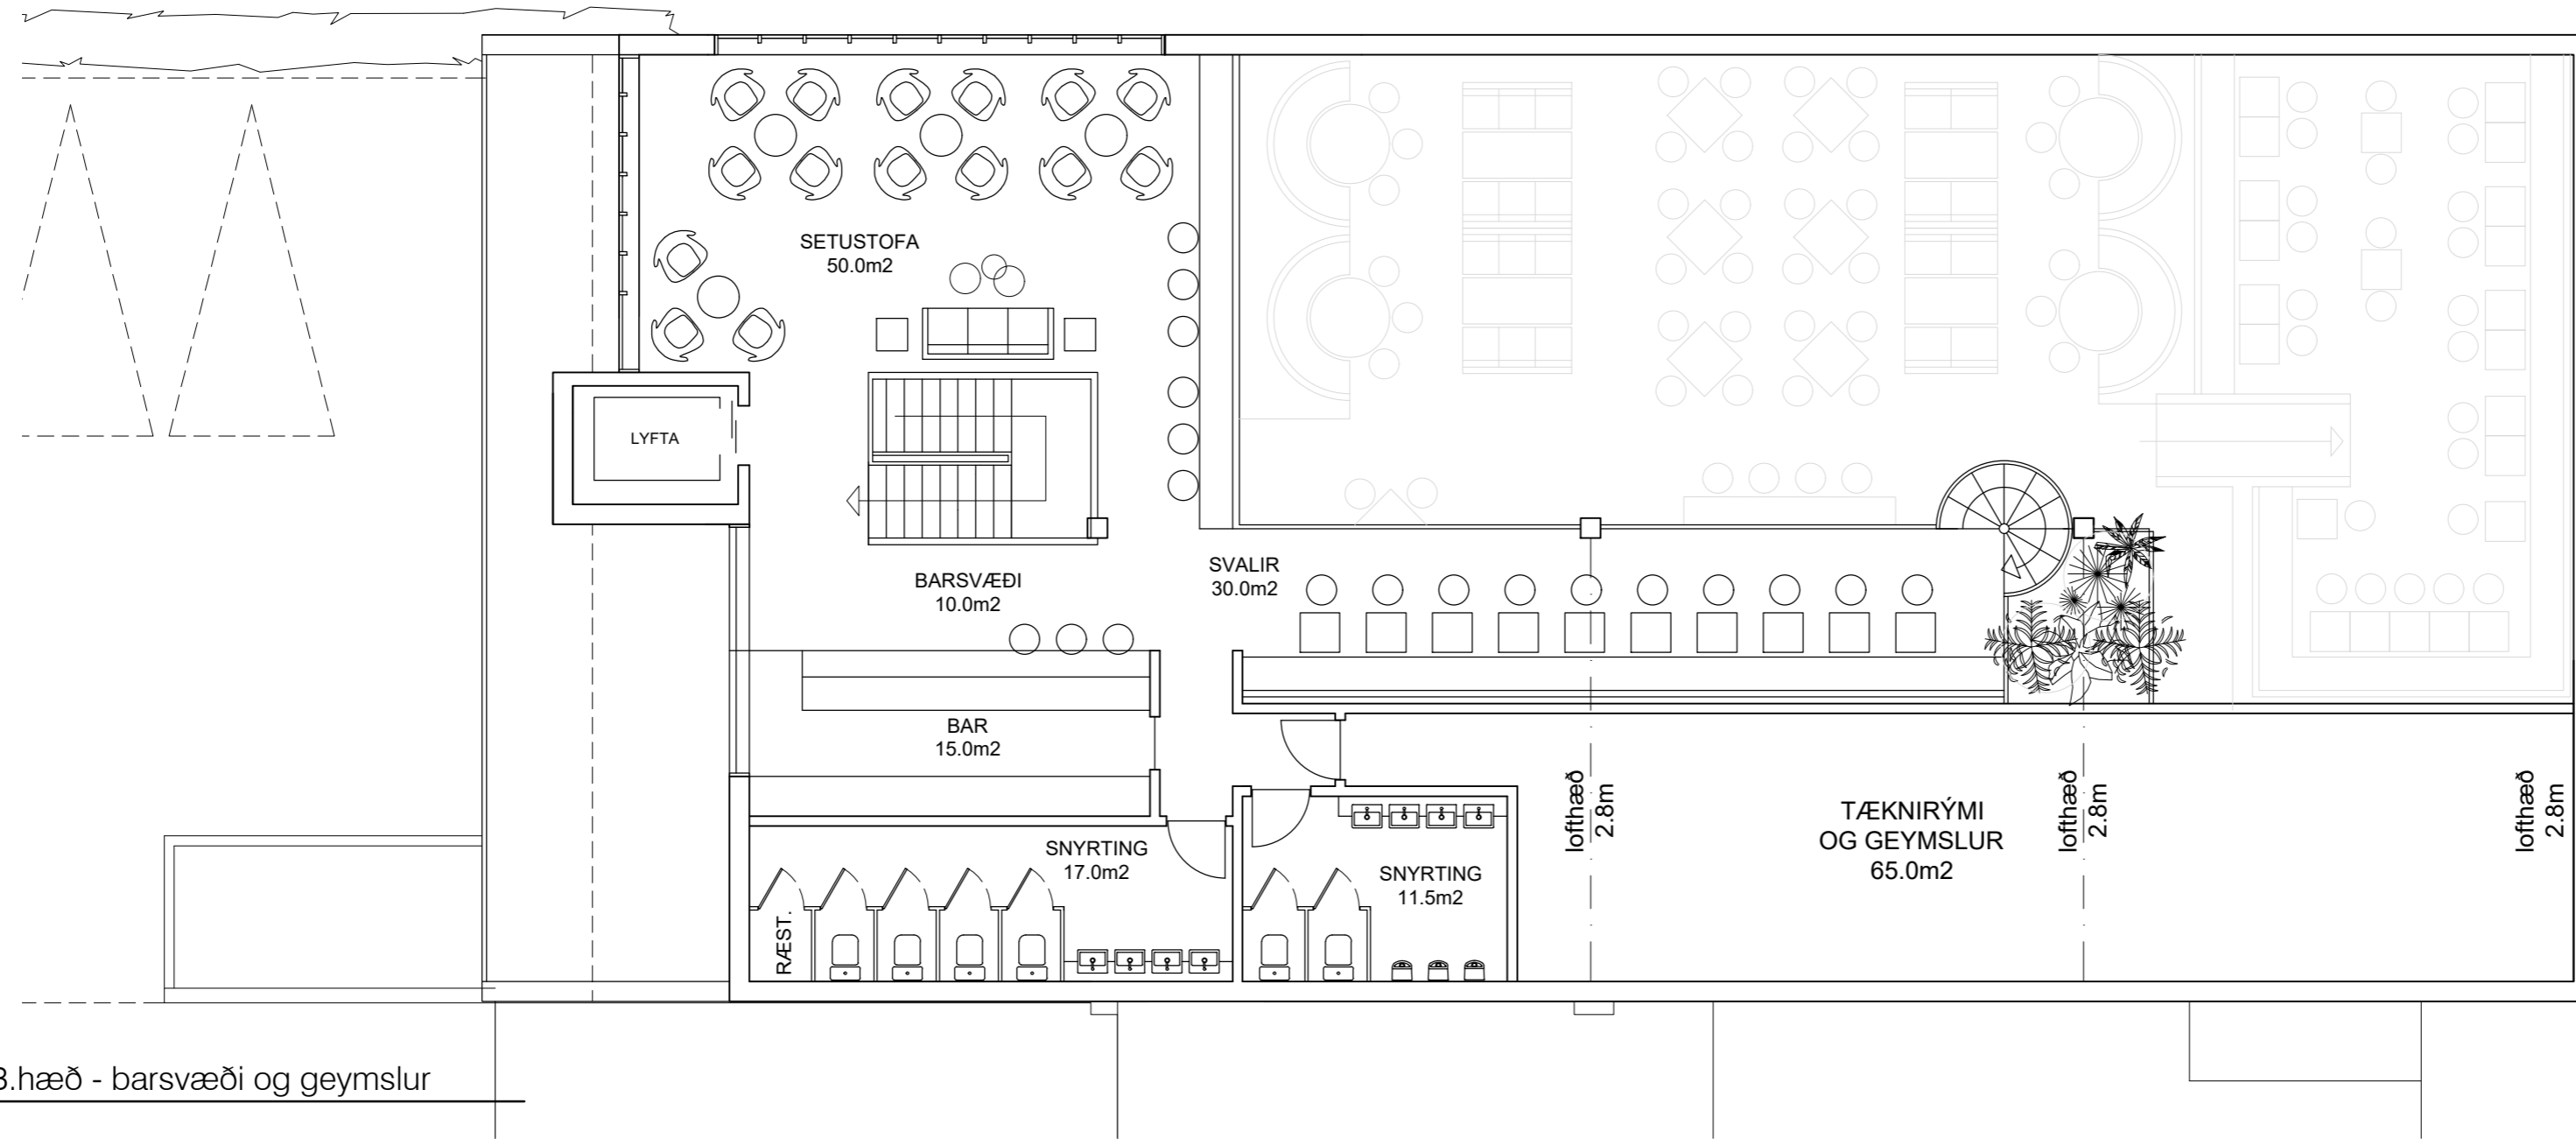 SETUSTOFA
50.0m2
LYFTA
BARSVÆÐI
10.0m2
SVALIR
30.0m2
BAR
15.0m2
SNYRTING
17.0m2
RÆST.
SNYRTING
11.5m2
lofthæð
2.8m
TÆKNIRÝMI
OG GEYMSLUR
65.0m2
lofthæð
2.8m
lofthæð
2.8m
3.hæð - barsvæði og geymslur